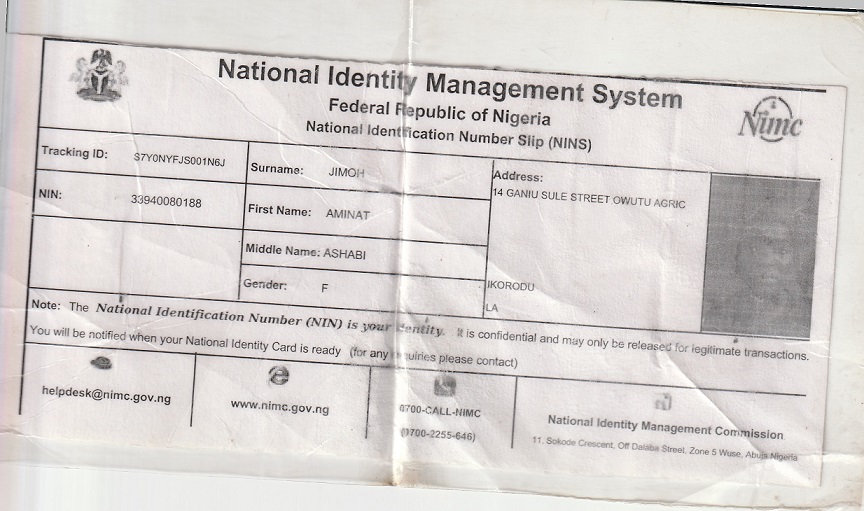 National Identity Management System
Federal Republic of Nigeria
National Identification Number Slip (NINS)
Nimc
Tracking ID: S7Y0NYFJS001N6J
NIN: 33940080188
Surname: JIMOH
First Name: AMINAT
Middle Name: ASHABI
Gender: F
Address:
14 GANIU SULE STREET OWUTU AGRIC
IKORODU
LA
Note: The National Identification Number (NIN) is your identity. It is confidential and may only be released for legitimate transactions.
You will be notified when your National Identity Card is ready (for any enquiries please contact)
helpdesk@nimc.gov.ng
www.nimc.gov.ng
0700-CALL-NIMC
(0700-2255-646)
National Identity Management Commission
11, Sokode Crescent, Off Dalaba Street, Zone 5 Wuse, Abuja Nigeria